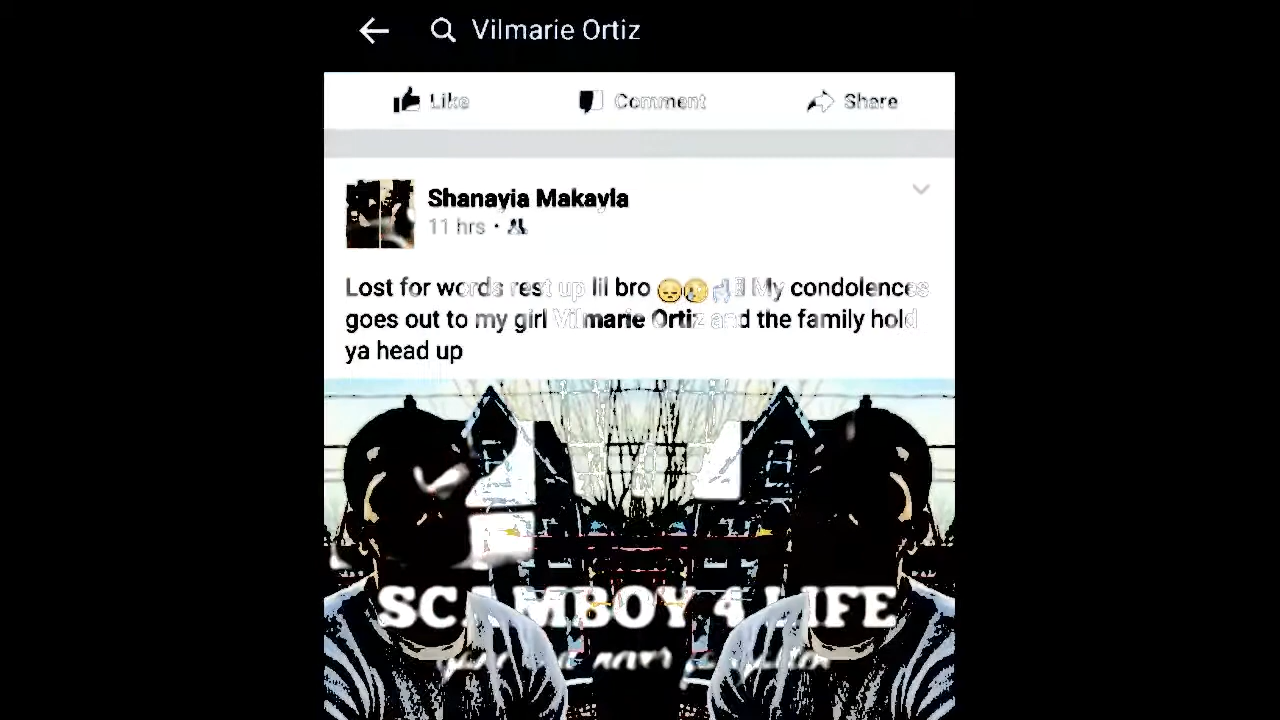 Vilmarie Ortiz
Like Comment Share
Shanayia Makayla
11 hrs
Lost for words rest up lil bro 😔😔 My condolences
goes out to my girl Vilmarie Ortiz and the family hold
ya head up
SCAMBOY 4 LIFE